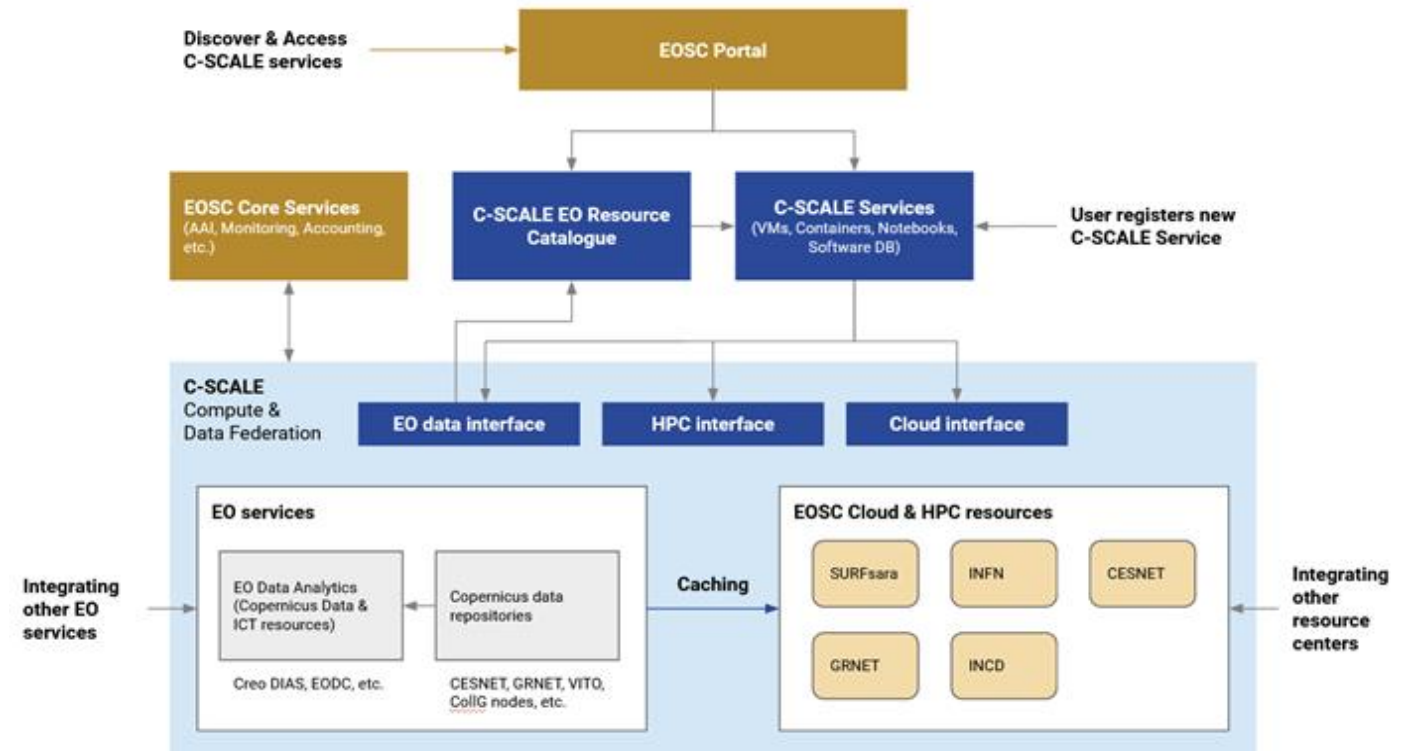 Discover & Access
C-SCALE services
EOSC Portal
EOSC Core Services
(AAI, Monitoring, Accounting,
etc.)
C-SCALE EO Resource
Catalogue
C-SCALE Services
(VMs, Containers, Notebooks,
Software DB)
User registers new
C-SCALE Service
C-SCALE
Compute &
Data Federation
EO data interface
HPC interface
Cloud interface
EO services
EO Data Analytics
(Copernicus Data &
ICT resources)
Copernicus data
repositories
Creo DIAS, EODC, etc.
CESNET, GRNET, VITO,
CollG nodes, etc.
Integrating
other EO
services
Caching
EOSC Cloud & HPC resources
SURFsara
INFN
CESNET
GRNET
INCD
Integrating
other
resource
centers